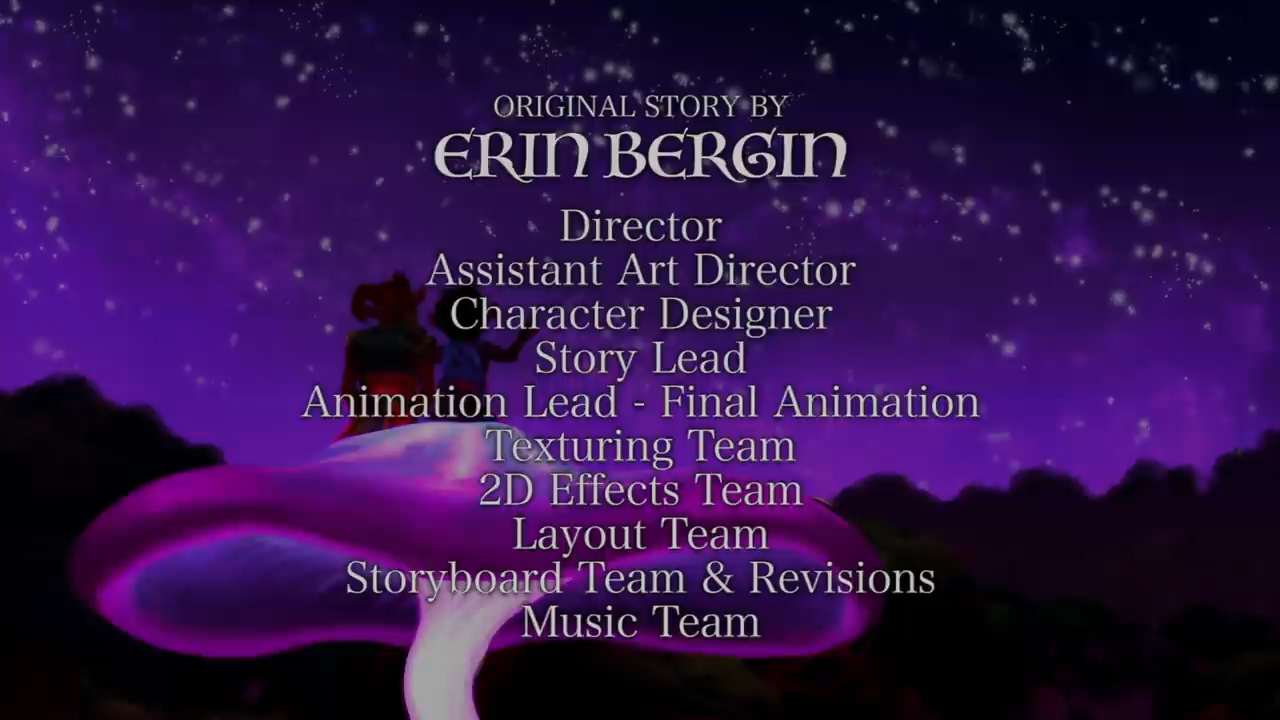 ORIGINAL STORY BY
ERIN BERGIN
Director
Assistant Art Director
Character Designer
Story Lead
Animation Lead - Final Animation
Texturing Team
2D Effects Team
Layout Team
Storyboard Team & Revisions
Music Team